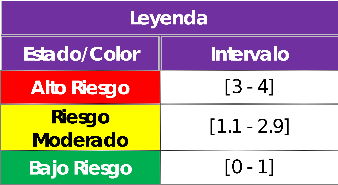 Leyenda
Estado/Color Intervalo
Alto Riesgo [3 - 4]
Riesgo
Moderado [1.1 - 2.9]
Bajo Riesgo [0 - 1]